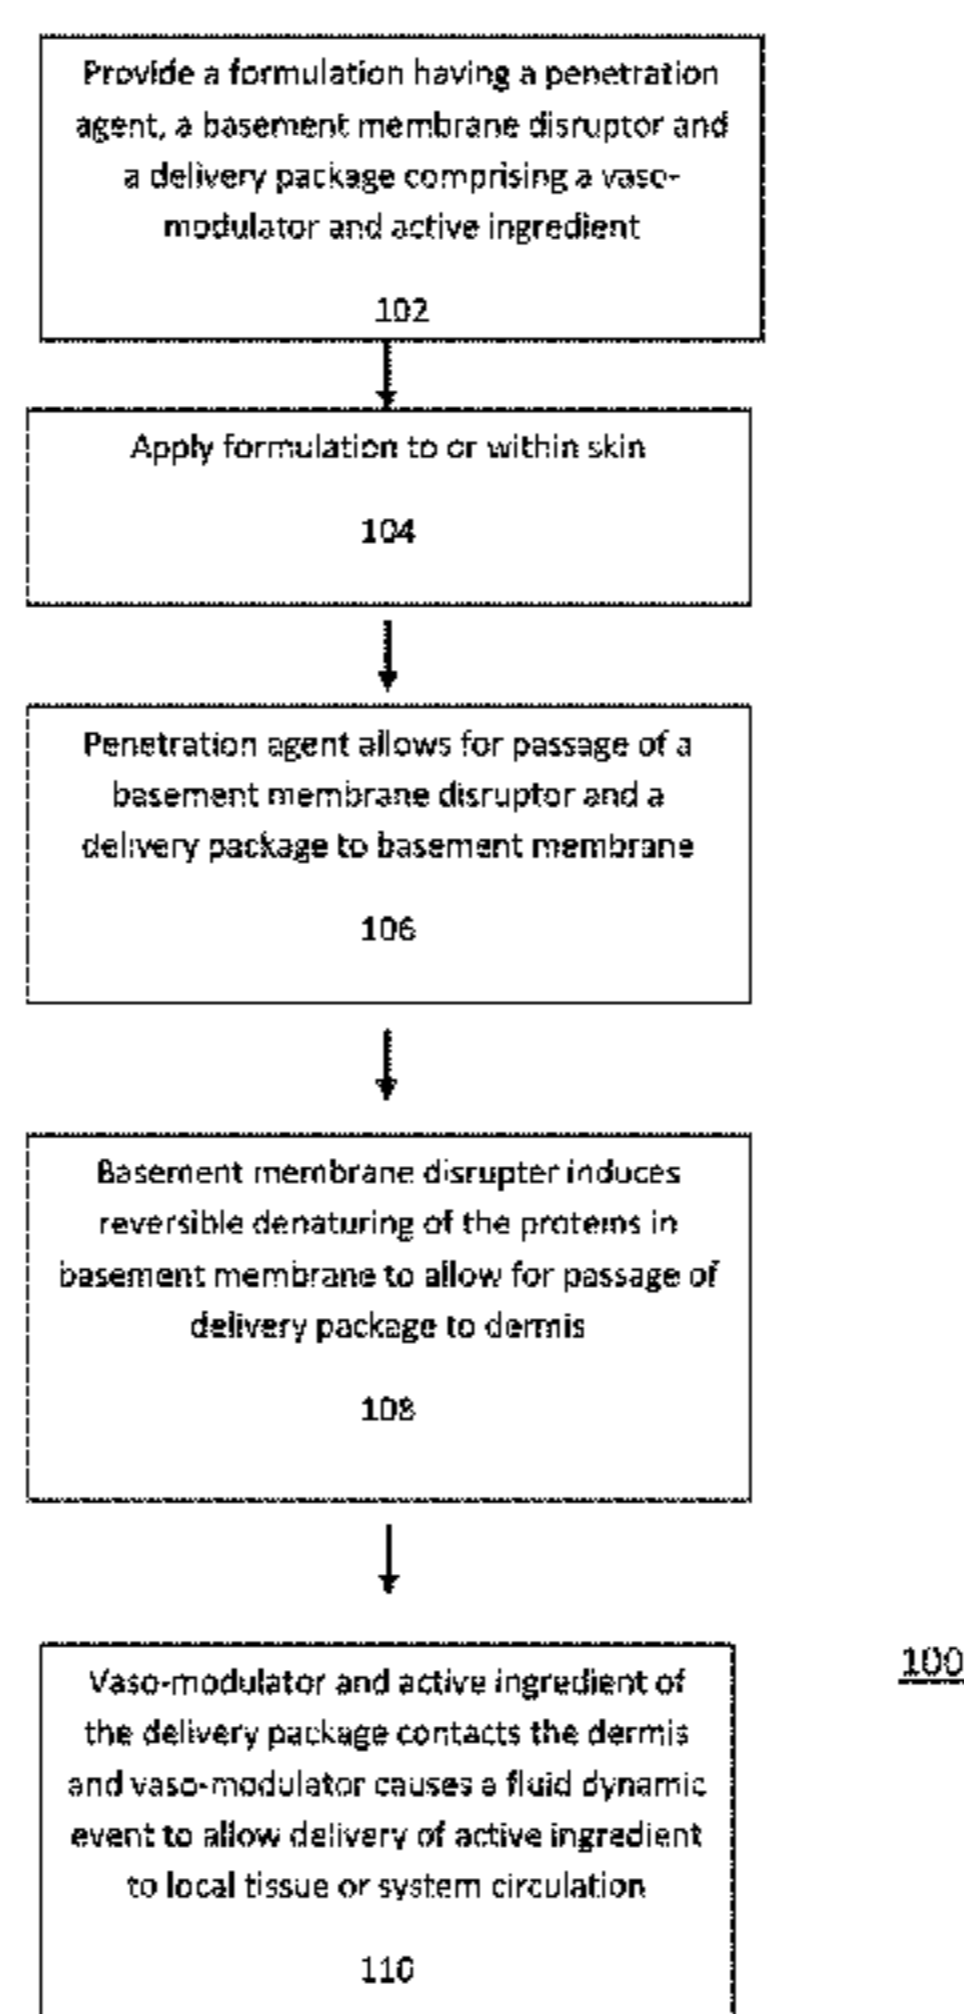 Provide a formulation having a penetration
agent, a basement membrane disruptor and
a delivery package comprising a vaso-
modulator and active ingredient
102
Apply formulation to or within skin
104
Penetration agent allows for passage of a
basement membrane disruptor and a
delivery package to basement membrane
106
Basement membrane disrupter induces
reversible denaturing of the proteins in
basement membrane to allow for passage of
delivery package to dermis
108
Vaso-modulator and active ingredient of
the delivery package contacts the dermis
and vaso-modulator causes a fluid dynamic
event to allow delivery of active ingredient
to local tissue or system circulation
110
100